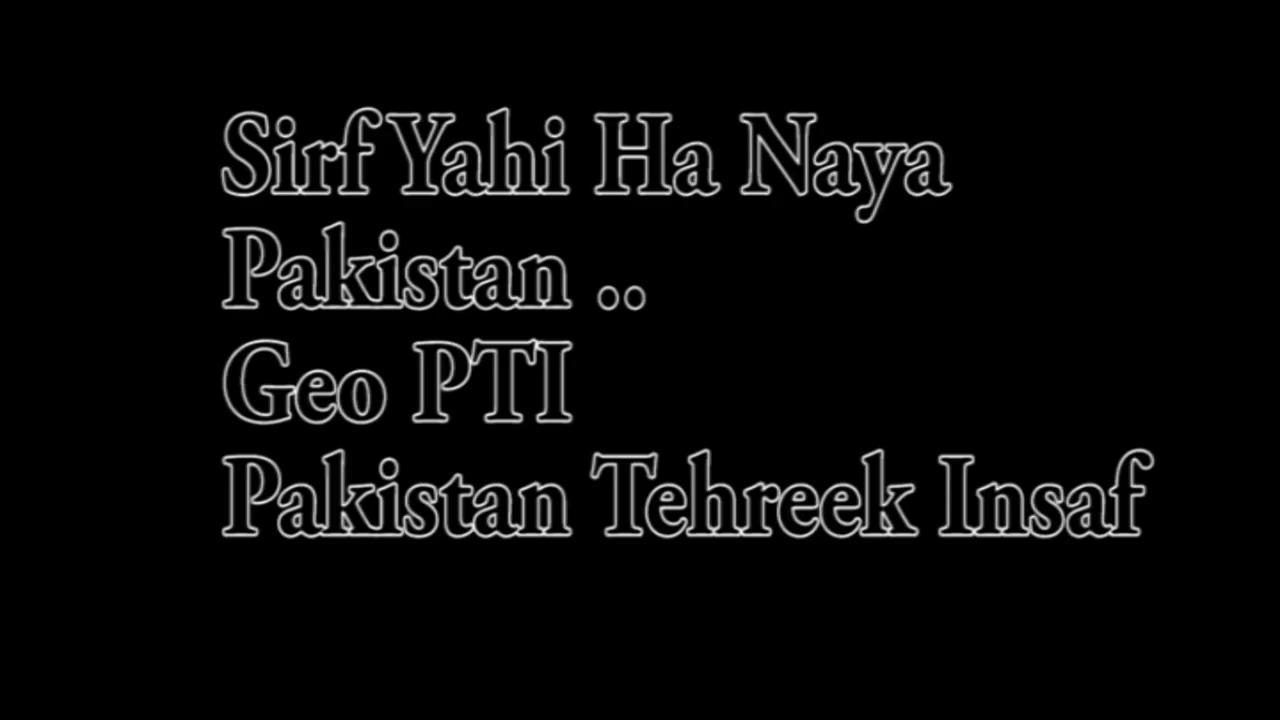 Sirf Yahi Ha Naya
Pakistan ..
Geo PTI
Pakistan Tehreek Insaf